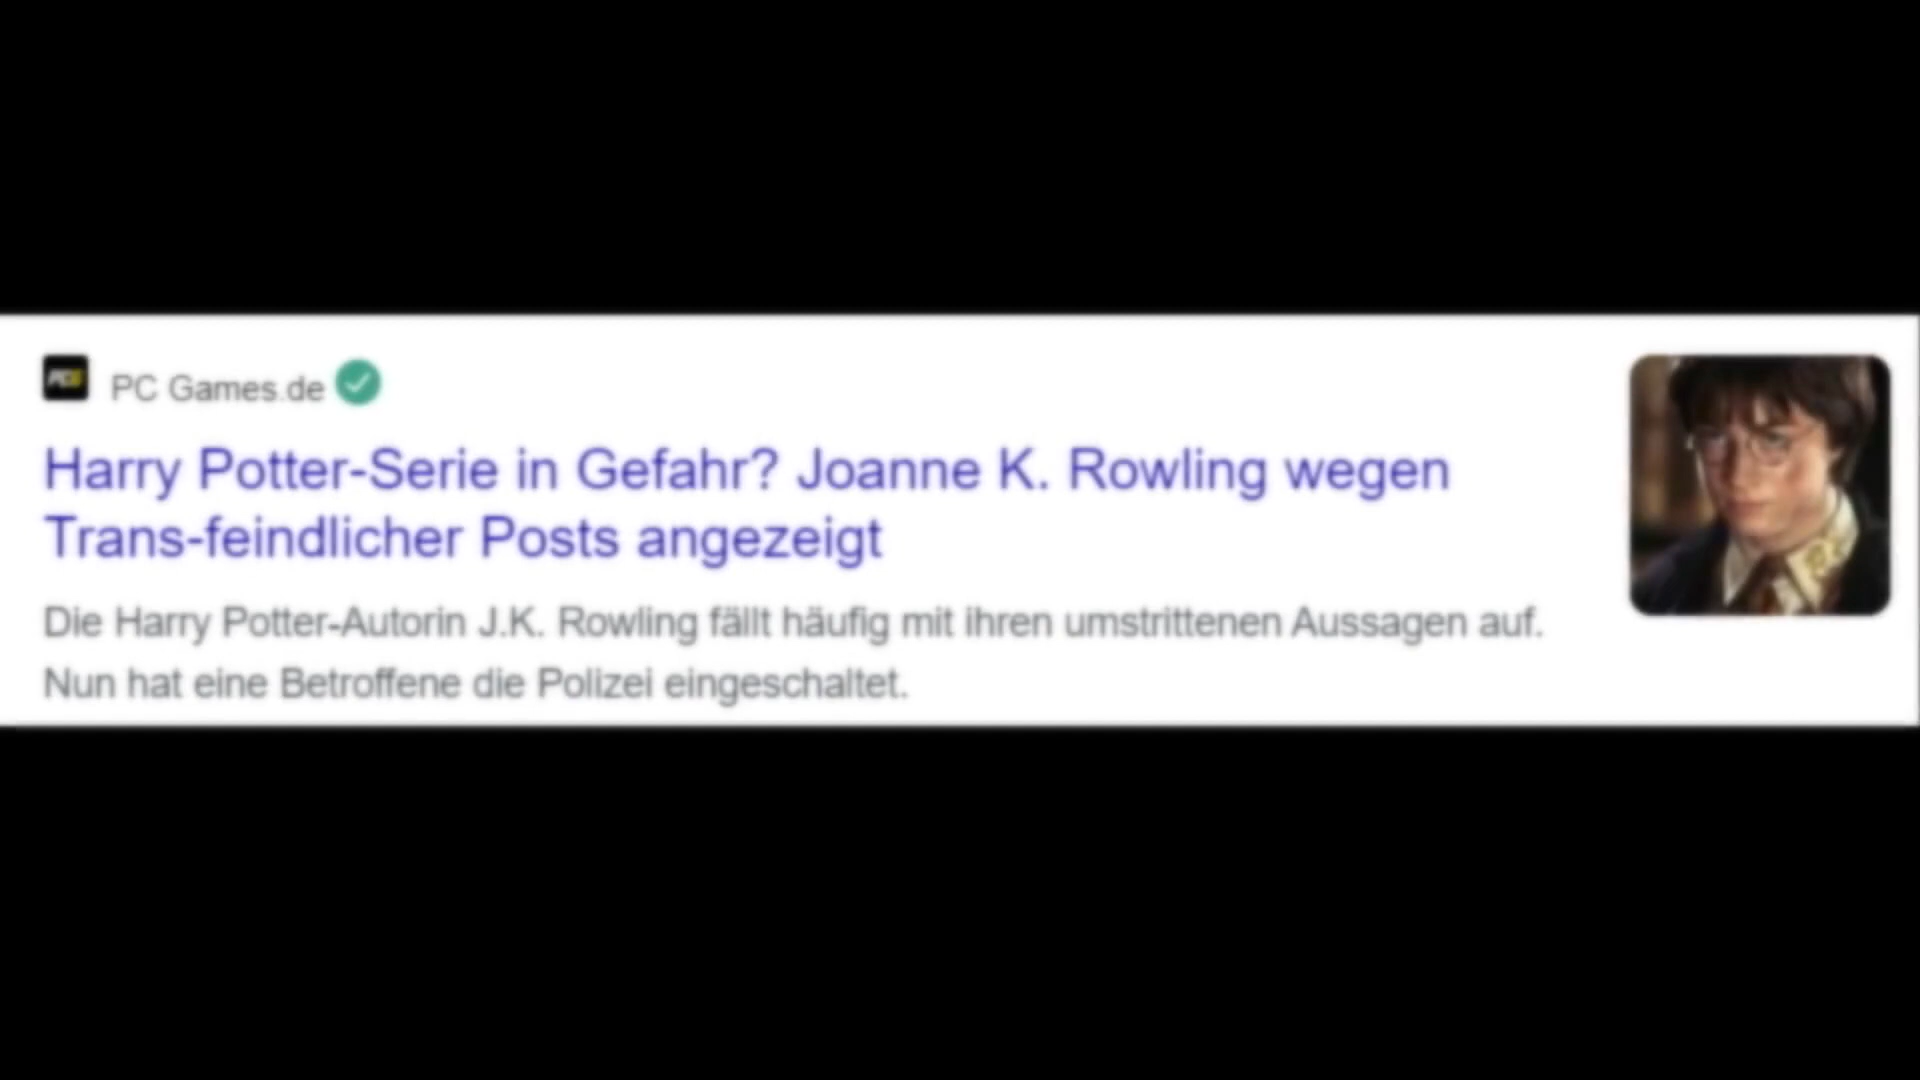 PC Games.de
Harry Potter-Serie in Gefahr? Joanne K. Rowling wegen
Trans-feindlicher Posts angezeigt
Die Harry Potter-Autorin J.K. Rowling fällt häufig mit ihren umstrittenen Aussagen auf.
Nun hat eine Betroffene die Polizei eingeschaltet.